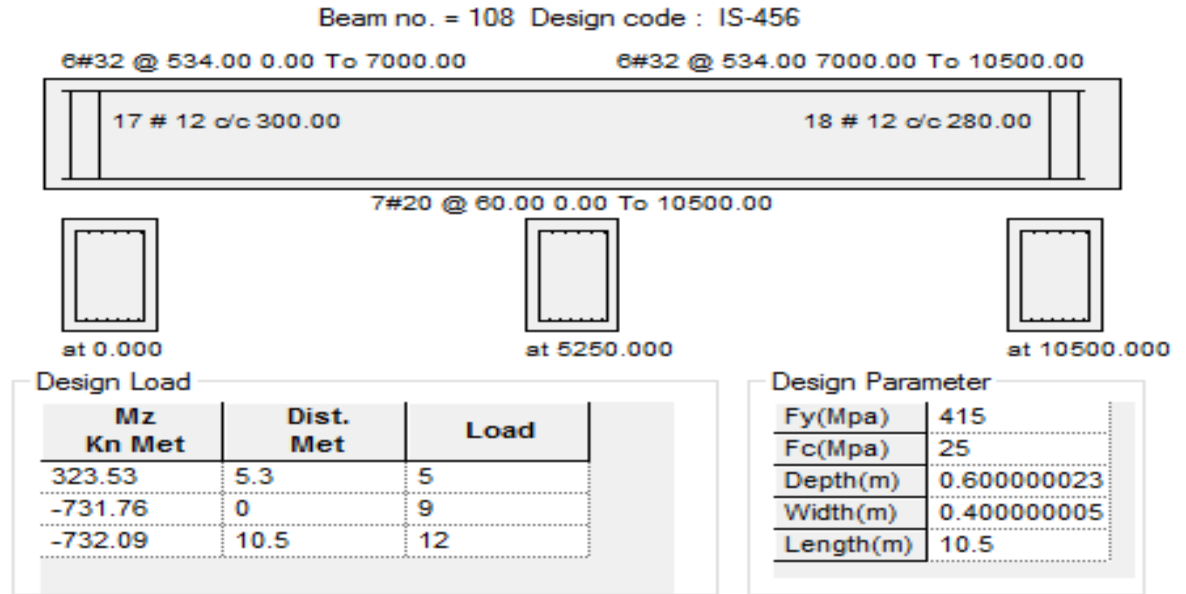 Beam no. = 108 Design code : IS-456
6#32 @ 534.00 0.00 To 7000.00 6#32 @ 534.00 7000.00 To 10500.00
17 # 12 c/c 300.00 18 # 12 c/c 280.00
7#20 @ 60.00 0.00 To 10500.00
at 0.000 at 5250.000 at 10500.000
Design Load
Mz Kn Met Dist. Met Load
323.53 5.3 5
-731.76 0 9
-732.09 10.5 12
Design Parameter
Fy(Mpa) 415
Fc(Mpa) 25
Depth(m) 0.600000023
Width(m) 0.400000005
Length(m) 10.5